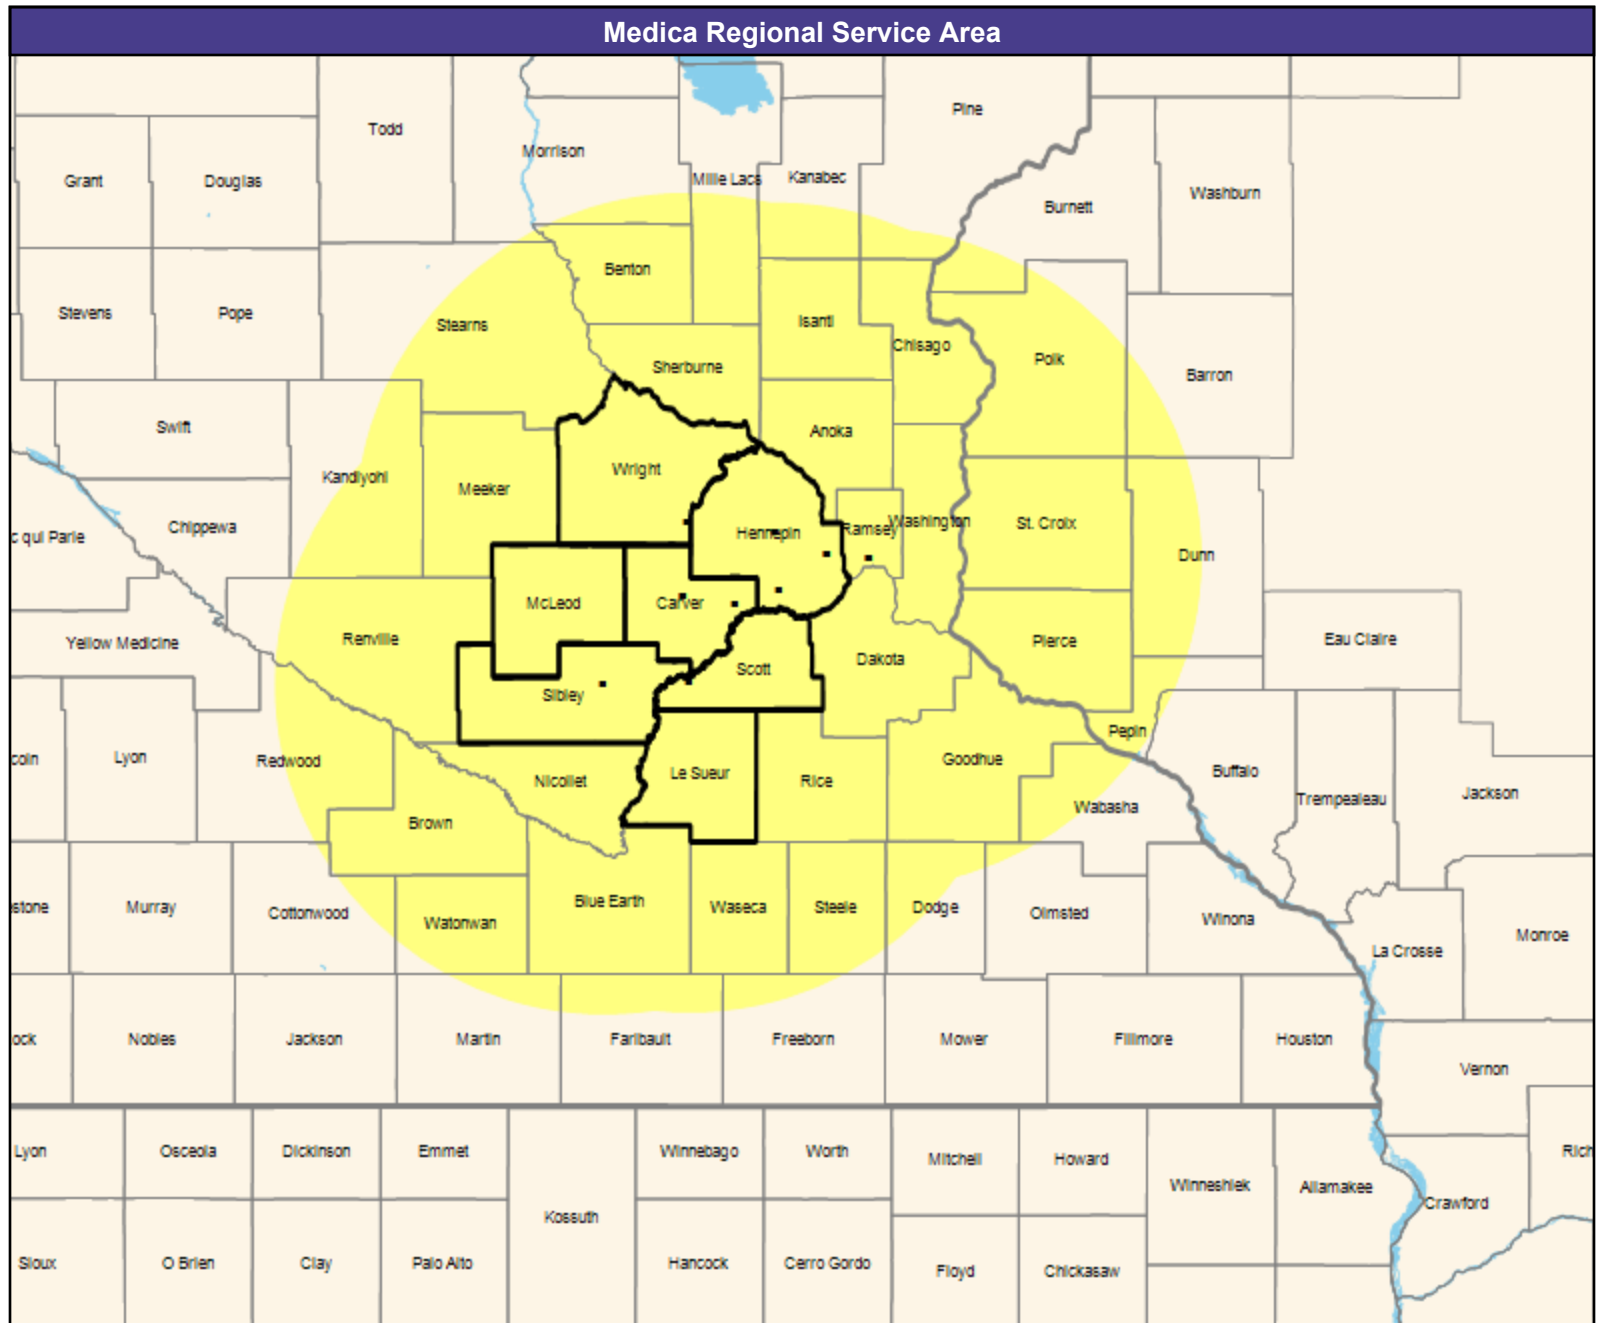 Medica Regional Service Area
Pine
Todd
Morrison
Mille Lacs
Kanabec
Grant
Douglas
Washburn
Burnett
Benton
Stevens
Pope
Stearns
Isanti
Chisago
Polk
Sherburne
Barron
Swift
Anoka
Kandiyohi
Wright
Meeker
Chippewa
c qui Parle
Hennepin
Ramsey
Washington
St. Croix
Dunn
McLeod
Carver
Yellow Medicine
Renville
Pierce
Eau Claire
Scott
Dakota
Sibley
Pepin
coln
Lyon
Redwood
Nicollet
Le Sueur
Rice
Goodhue
Buffalo
Wabasha
Trempealeau
Jackson
Brown
stone
Murray
Cottonwood
Watonwan
Blue Earth
Waseca
Steele
Dodge
Olmsted
Winona
La Crosse
Monroe
ock
Nobles
Jackson
Martin
Faribault
Freeborn
Mower
Fillmore
Houston
Vernon
Lyon
Osceola
Dickinson
Emmet
Winnebago
Worth
Mitchell
Howard
Rich
Winneshiek
Allamakee
Crawford
Kossuth
Sioux
O Brien
Clay
Palo Alto
Hancock
Cerro Gordo
Floyd
Chickasaw